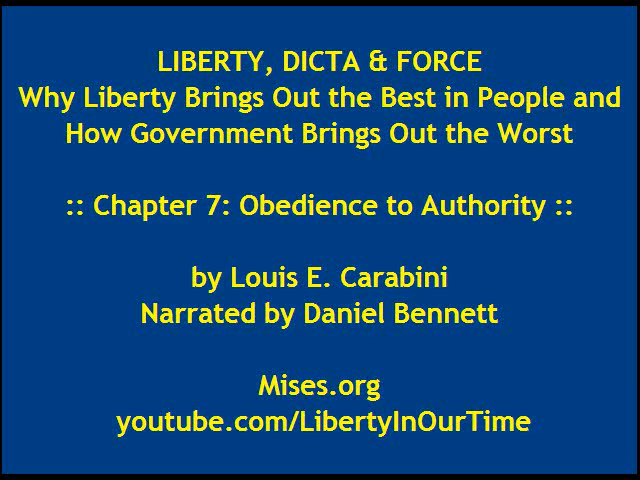 LIBERTY, DICTA & FORCE
Why Liberty Brings Out the Best in People and
How Government Brings Out the Worst
:: Chapter 7: Obedience to Authority ::
by Louis E. Carabini
Narrated by Daniel Bennett
Mises.org
youtube.com/LibertyInOurTime